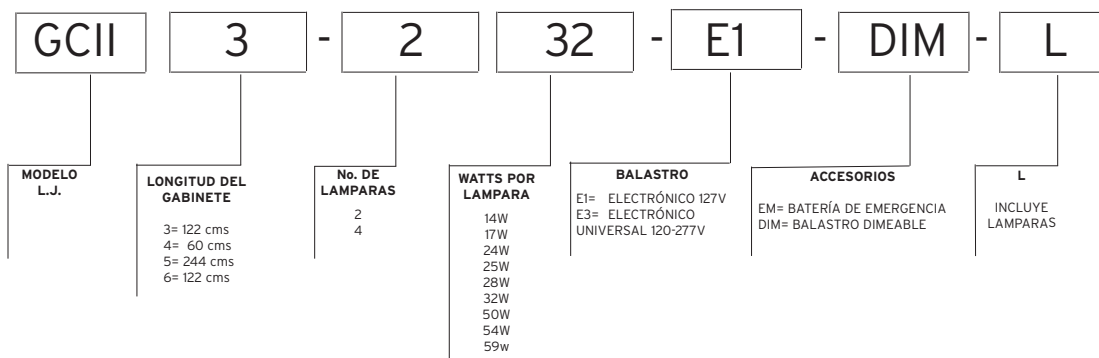 GCII 3 - 2 32 - E1 - DIM - L
MODELO
L.J.
LONGITUD DEL
GABINETE
3= 122 cms
4= 60 cms
5= 244 cms
6= 122 cms
No. DE
LAMPARAS
2
4
WATTS POR
LAMPARA
14W
17W
24W
25W
28W
32W
50W
54W
59w
BALASTRO
E1= ELECTRÓNICO 127V
E3= ELECTRÓNICO
UNIVERSAL 120-277V
ACCESORIOS
EM= BATERÍA DE EMERGENCIA
DIM= BALASTRO DIMEABLE
L
INCLUYE
LAMPARAS